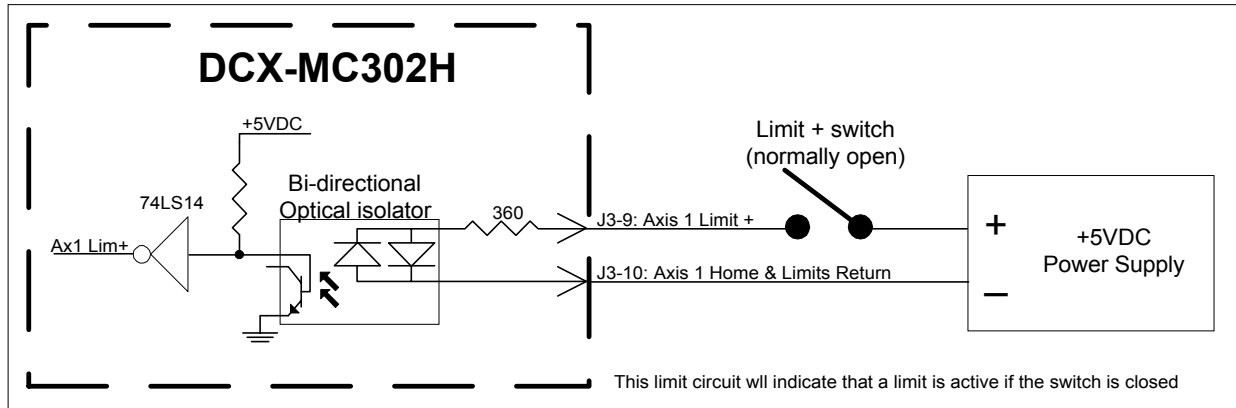 DCX-MC302H
+5VDC
74LS14
Bi-directional
Optical isolator
Ax1 Lim+
360
J3-9: Axis 1 Limit +
J3-10: Axis 1 Home & Limits Return
Limit + switch
(normally open)
+
−
+5VDC
Power Supply
This limit circuit wll indicate that a limit is active if the switch is closed